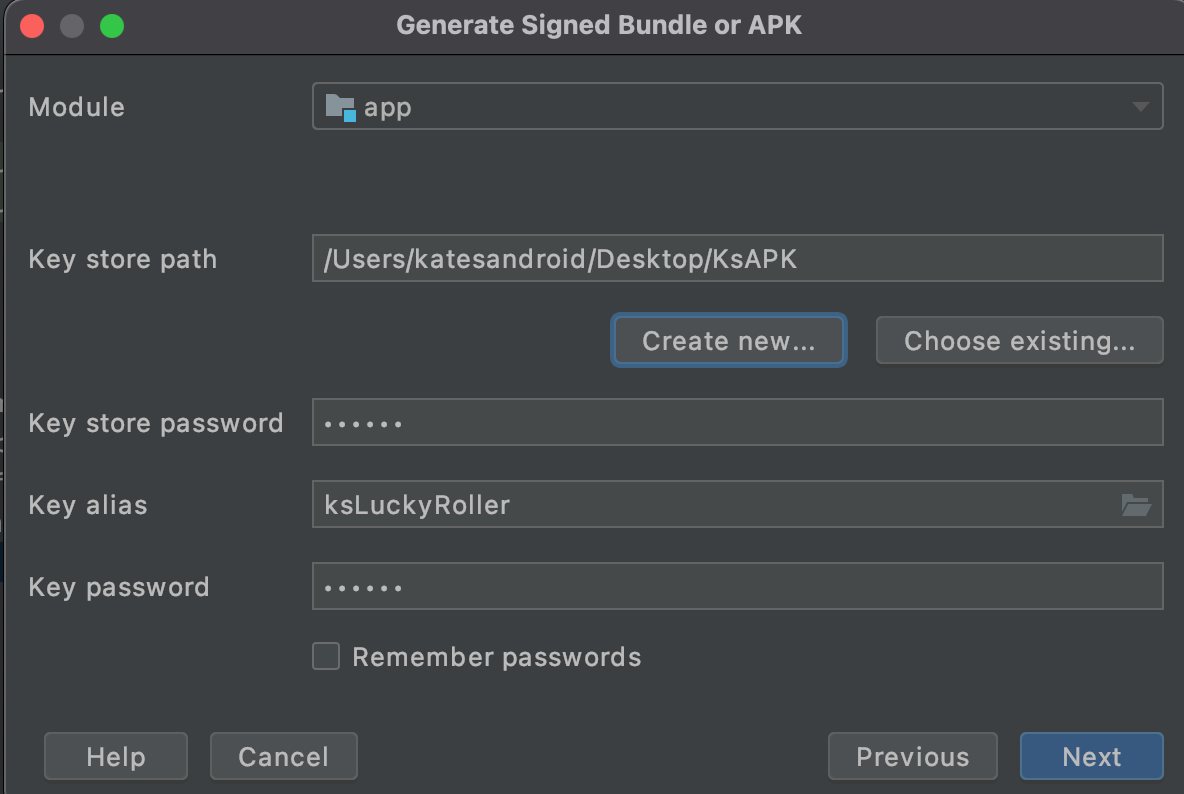 Generate Signed Bundle or APK
Module
app
Key store path
/Users/katesandroid/Desktop/KsAPK
Create new...
Choose existing...
Key store password
••••••
Key alias
ksLuckyRoller
Key password
••••••
Remember passwords
Help
Cancel
Previous
Next